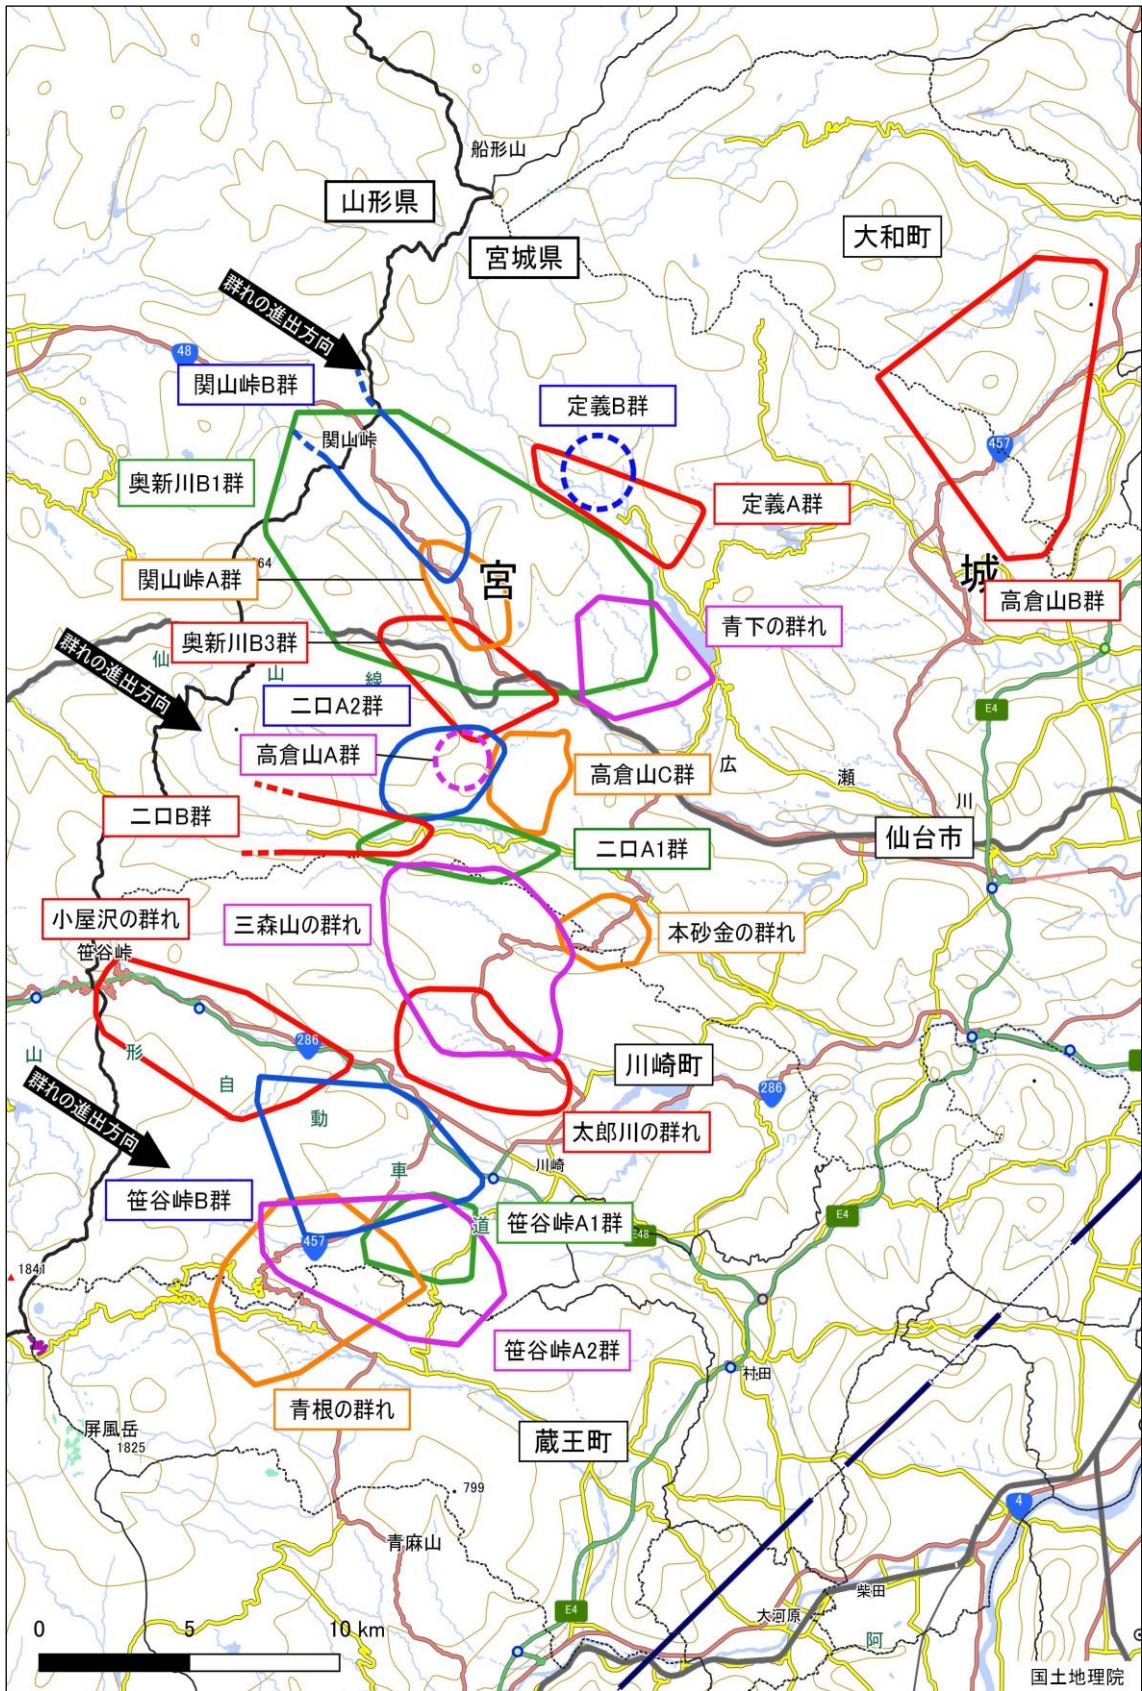 船形山
山形県
大和町
宮城県
群れの進出方向
48
関山峠B群
定義B群
関山峠
457
奥新川B1群
定義A群
関山峠A群
宮
城
高倉山B群
青下の群れ
奥新川B3群
群れの進出方向
仙
山
線
二口A2群
E4
高倉山A群
高倉山C群
広
瀬
川
二口B群
仙台市
二口A1群
小屋沢の群れ
三森山の群れ
本砂金の群れ
笹谷峠
286
山
形
自
動
車
道
川崎町
286
群れの進出方向
太郎川の群れ
川崎
笹谷峠B群
笹谷峠A1群
E4
457
1841
笹谷峠A2群
村田
青根の群れ
屏風岳
1825
蔵王町
799
4
青麻山
柴田
大河原
阿
E4
0 5 10 km
国土地理院